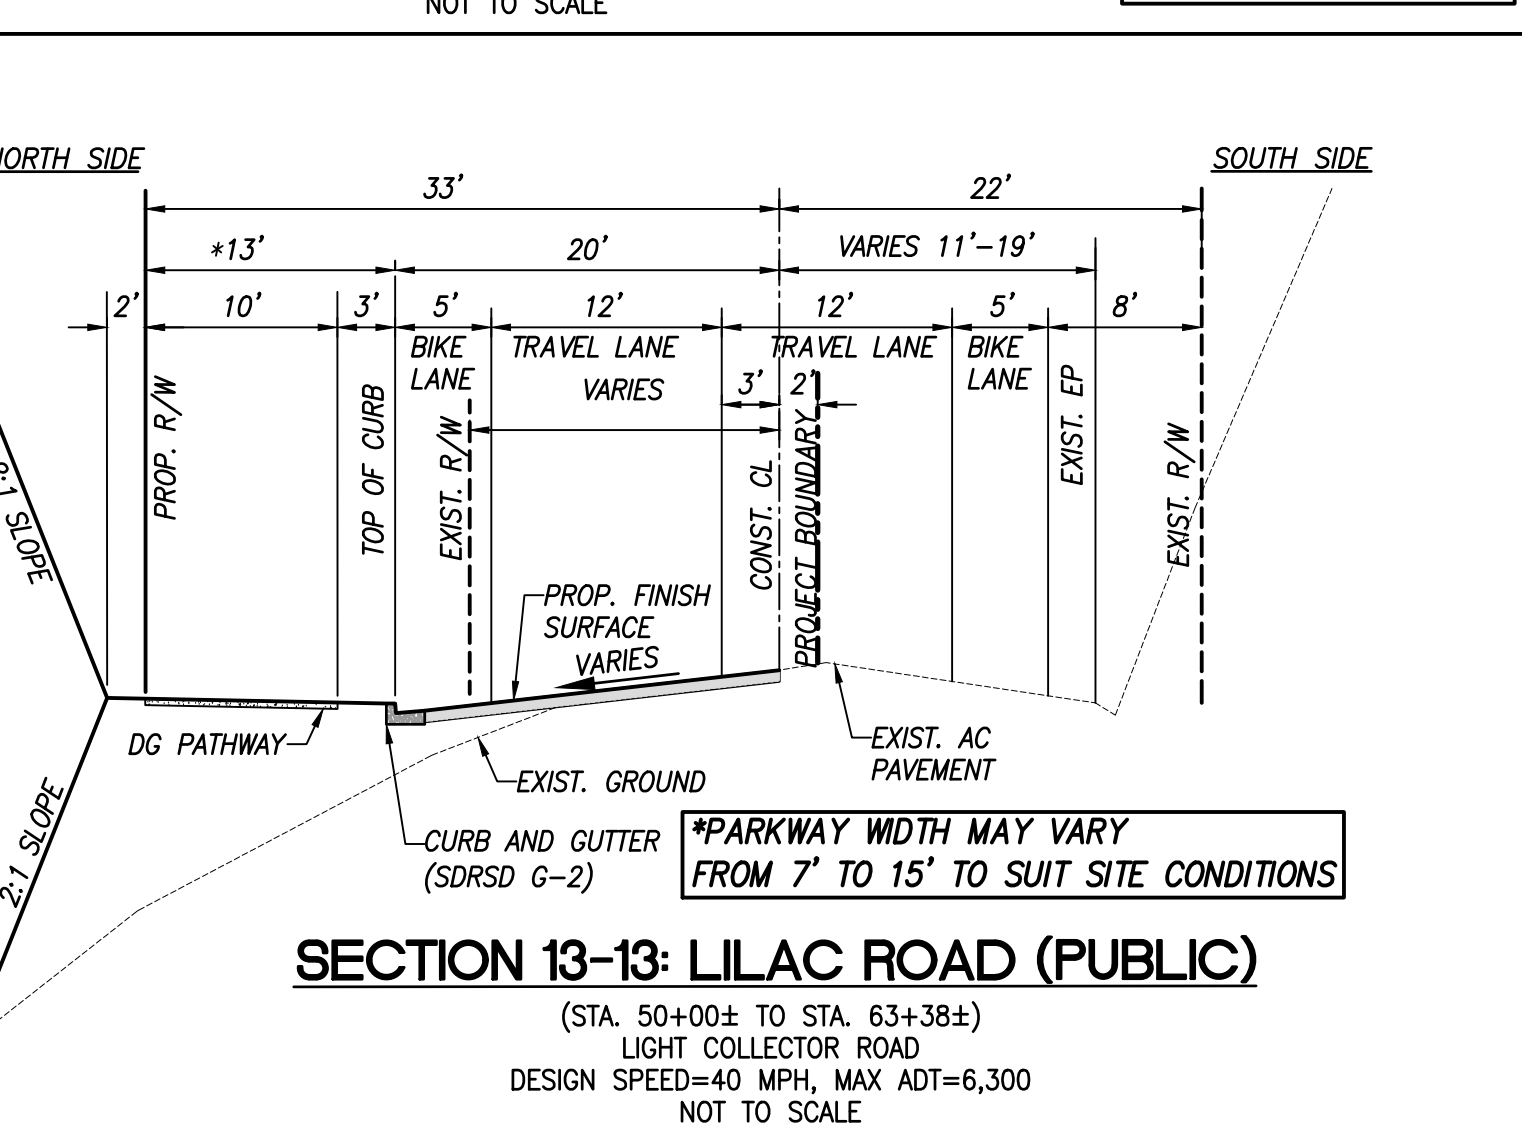 NOT TO SCALE
NORTH SIDE
SOUTH SIDE
33'
22'
*13'
20'
VARIES 11'-19'
2'
10'
3'
5'
12'
12'
5'
8'
BIKE
LANE
TRAVEL LANE
TRAVEL LANE
BIKE
LANE
VARIES
3'
2'
PROP. R/W
TOP OF CURB
EXIST. R/W
CONST. CL
PROJECT BOUNDARY
EXIST. EP
EXIST. R/W
2:1 SLOPE
PROP. FINISH
SURFACE
VARIES
DG PATHWAY
EXIST. AC
PAVEMENT
EXIST. GROUND
2:1 SLOPE
CURB AND GUTTER
(SDRSD G-2)
*PARKWAY WIDTH MAY VARY
FROM 7' TO 15' TO SUIT SITE CONDITIONS
SECTION 13-13: LILAC ROAD (PUBLIC)
(STA. 50+00± TO STA. 63+38±)
LIGHT COLLECTOR ROAD
DESIGN SPEED=40 MPH, MAX ADT=6,300
NOT TO SCALE